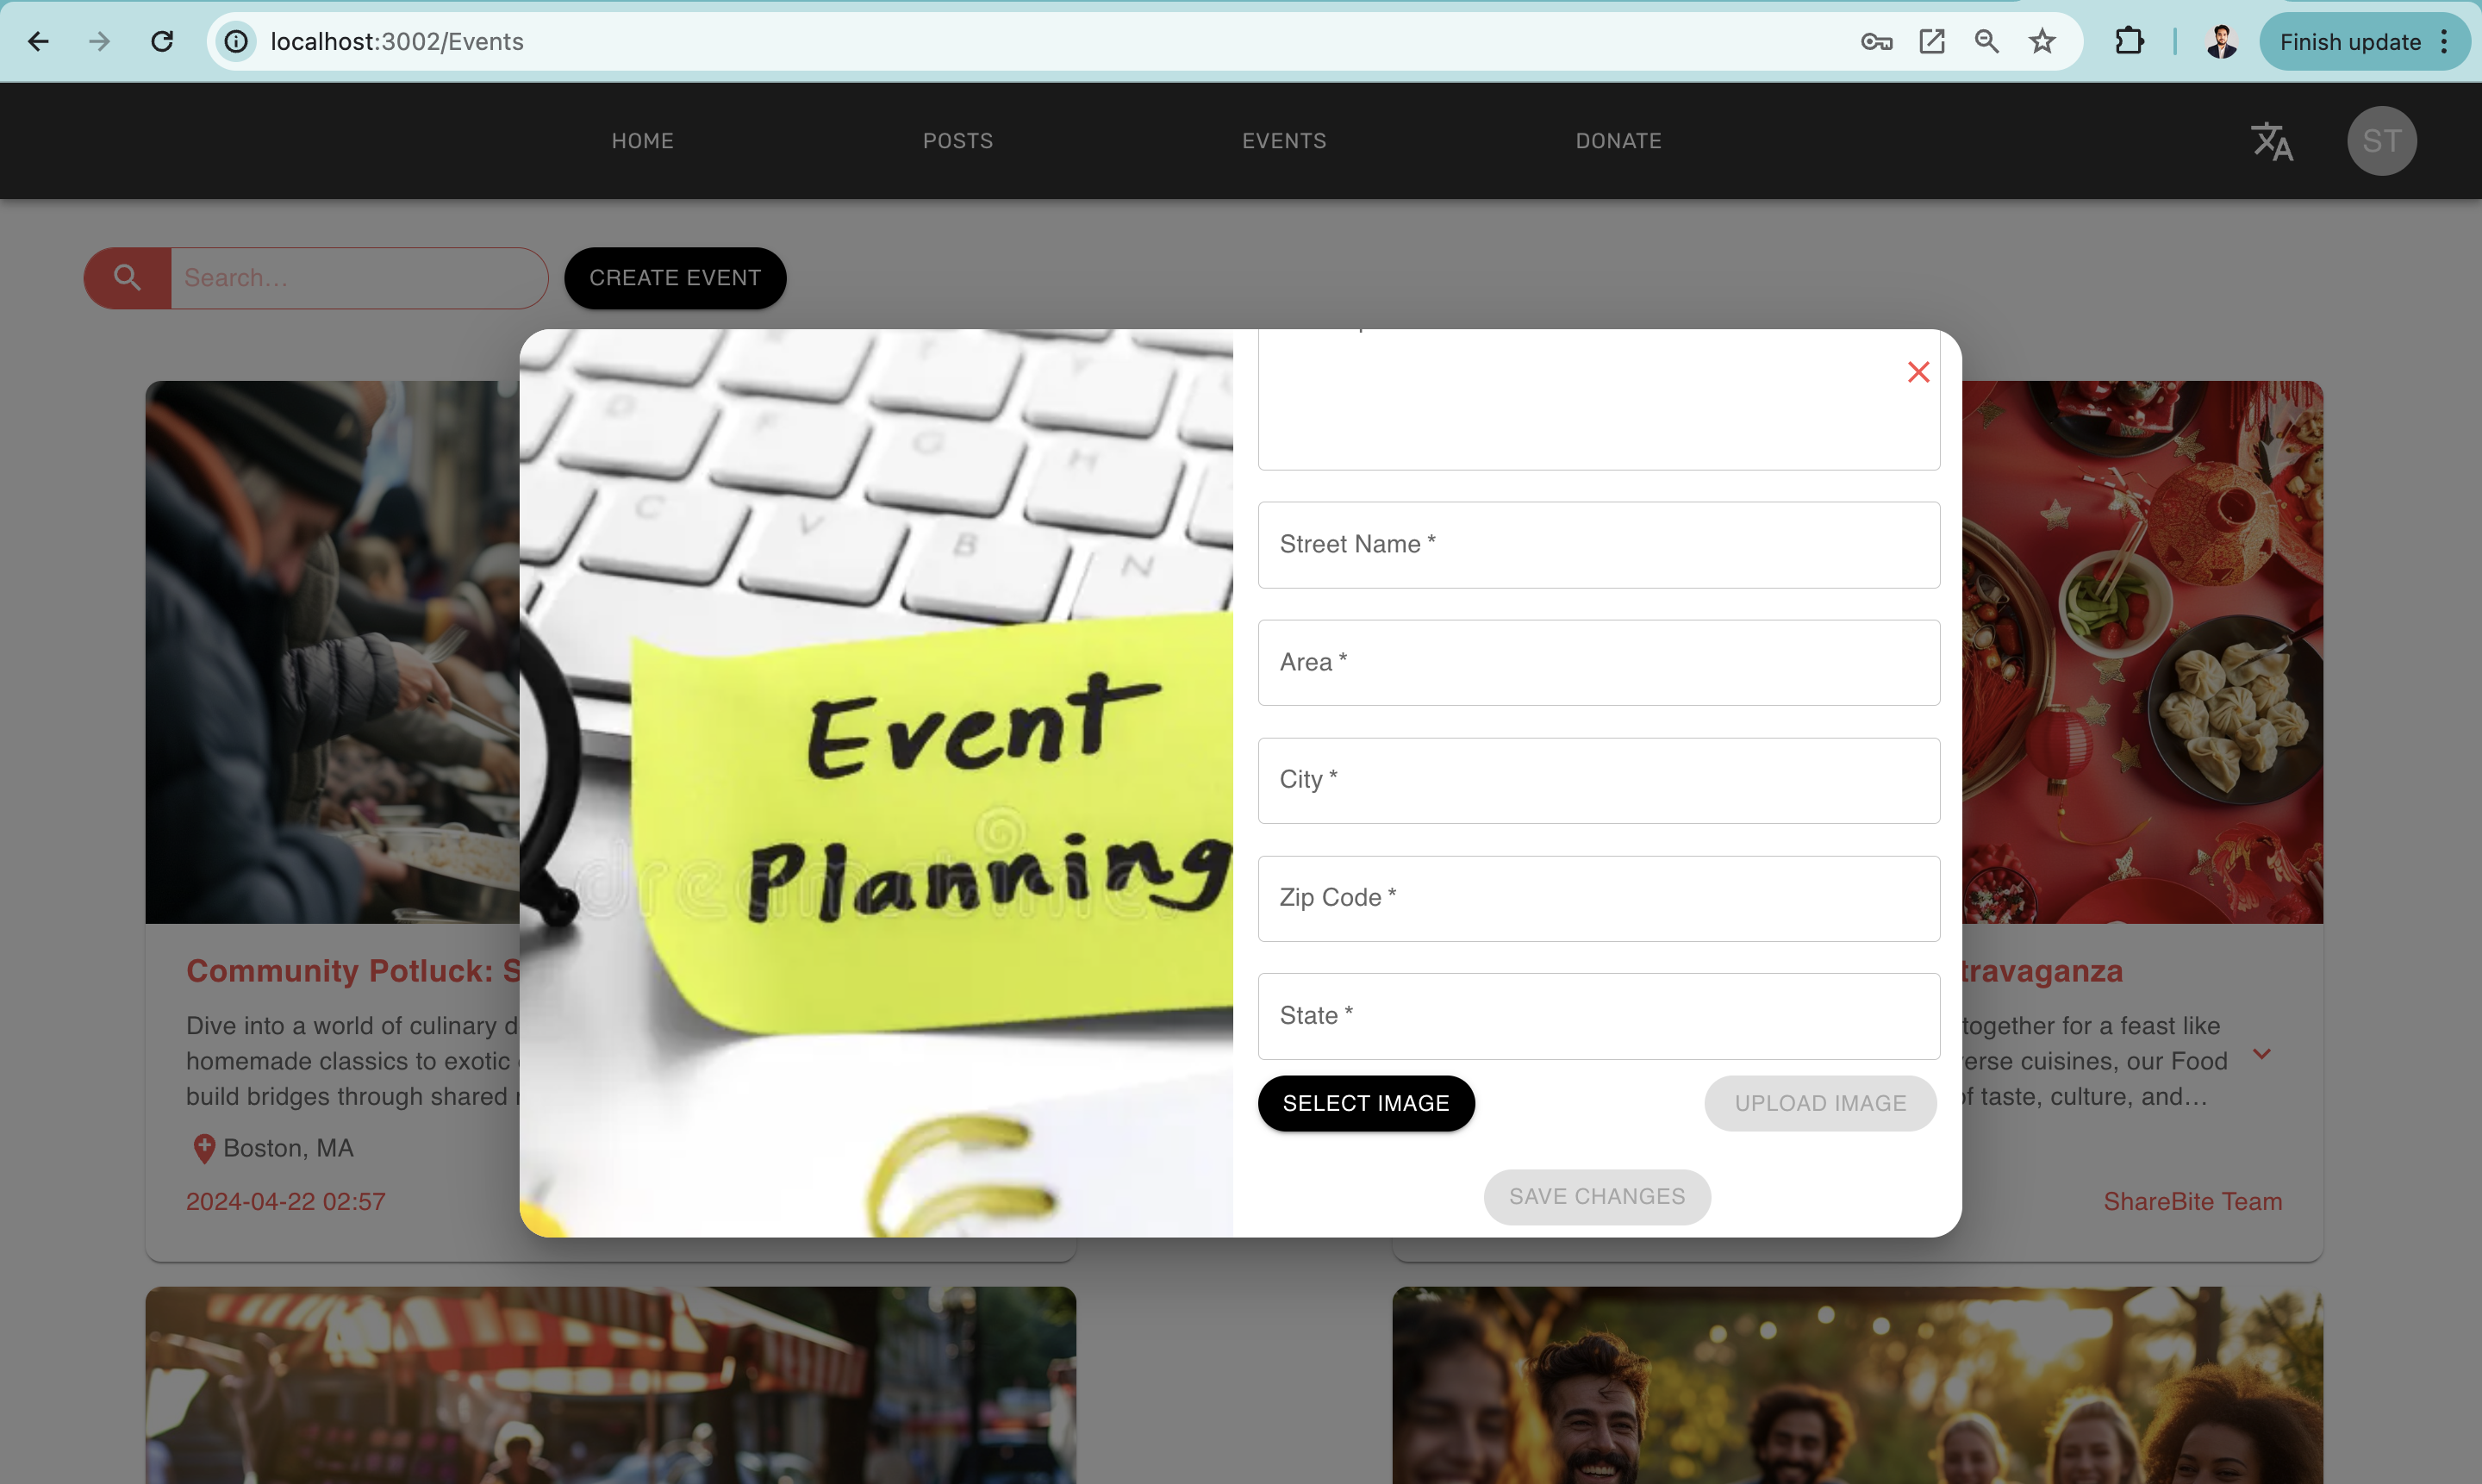 localhost:3002/Events
Finish update
HOME
POSTS
EVENTS
DONATE
ST
Search...
CREATE EVENT
T
Y
D
F
G
H
C
V
B
N
Event
Planning
dreamstime
Street Name *
Area *
City *
Zip Code *
State *
SELECT IMAGE
UPLOAD IMAGE
SAVE CHANGES
Community Potluck: S
Dive into a world of culinary d
homemade classics to exotic
build bridges through shared
Boston, MA
2024-04-22 02:57
travaganza
together for a feast like
erse cuisines, our Food
of taste, culture, and...
ShareBite Team